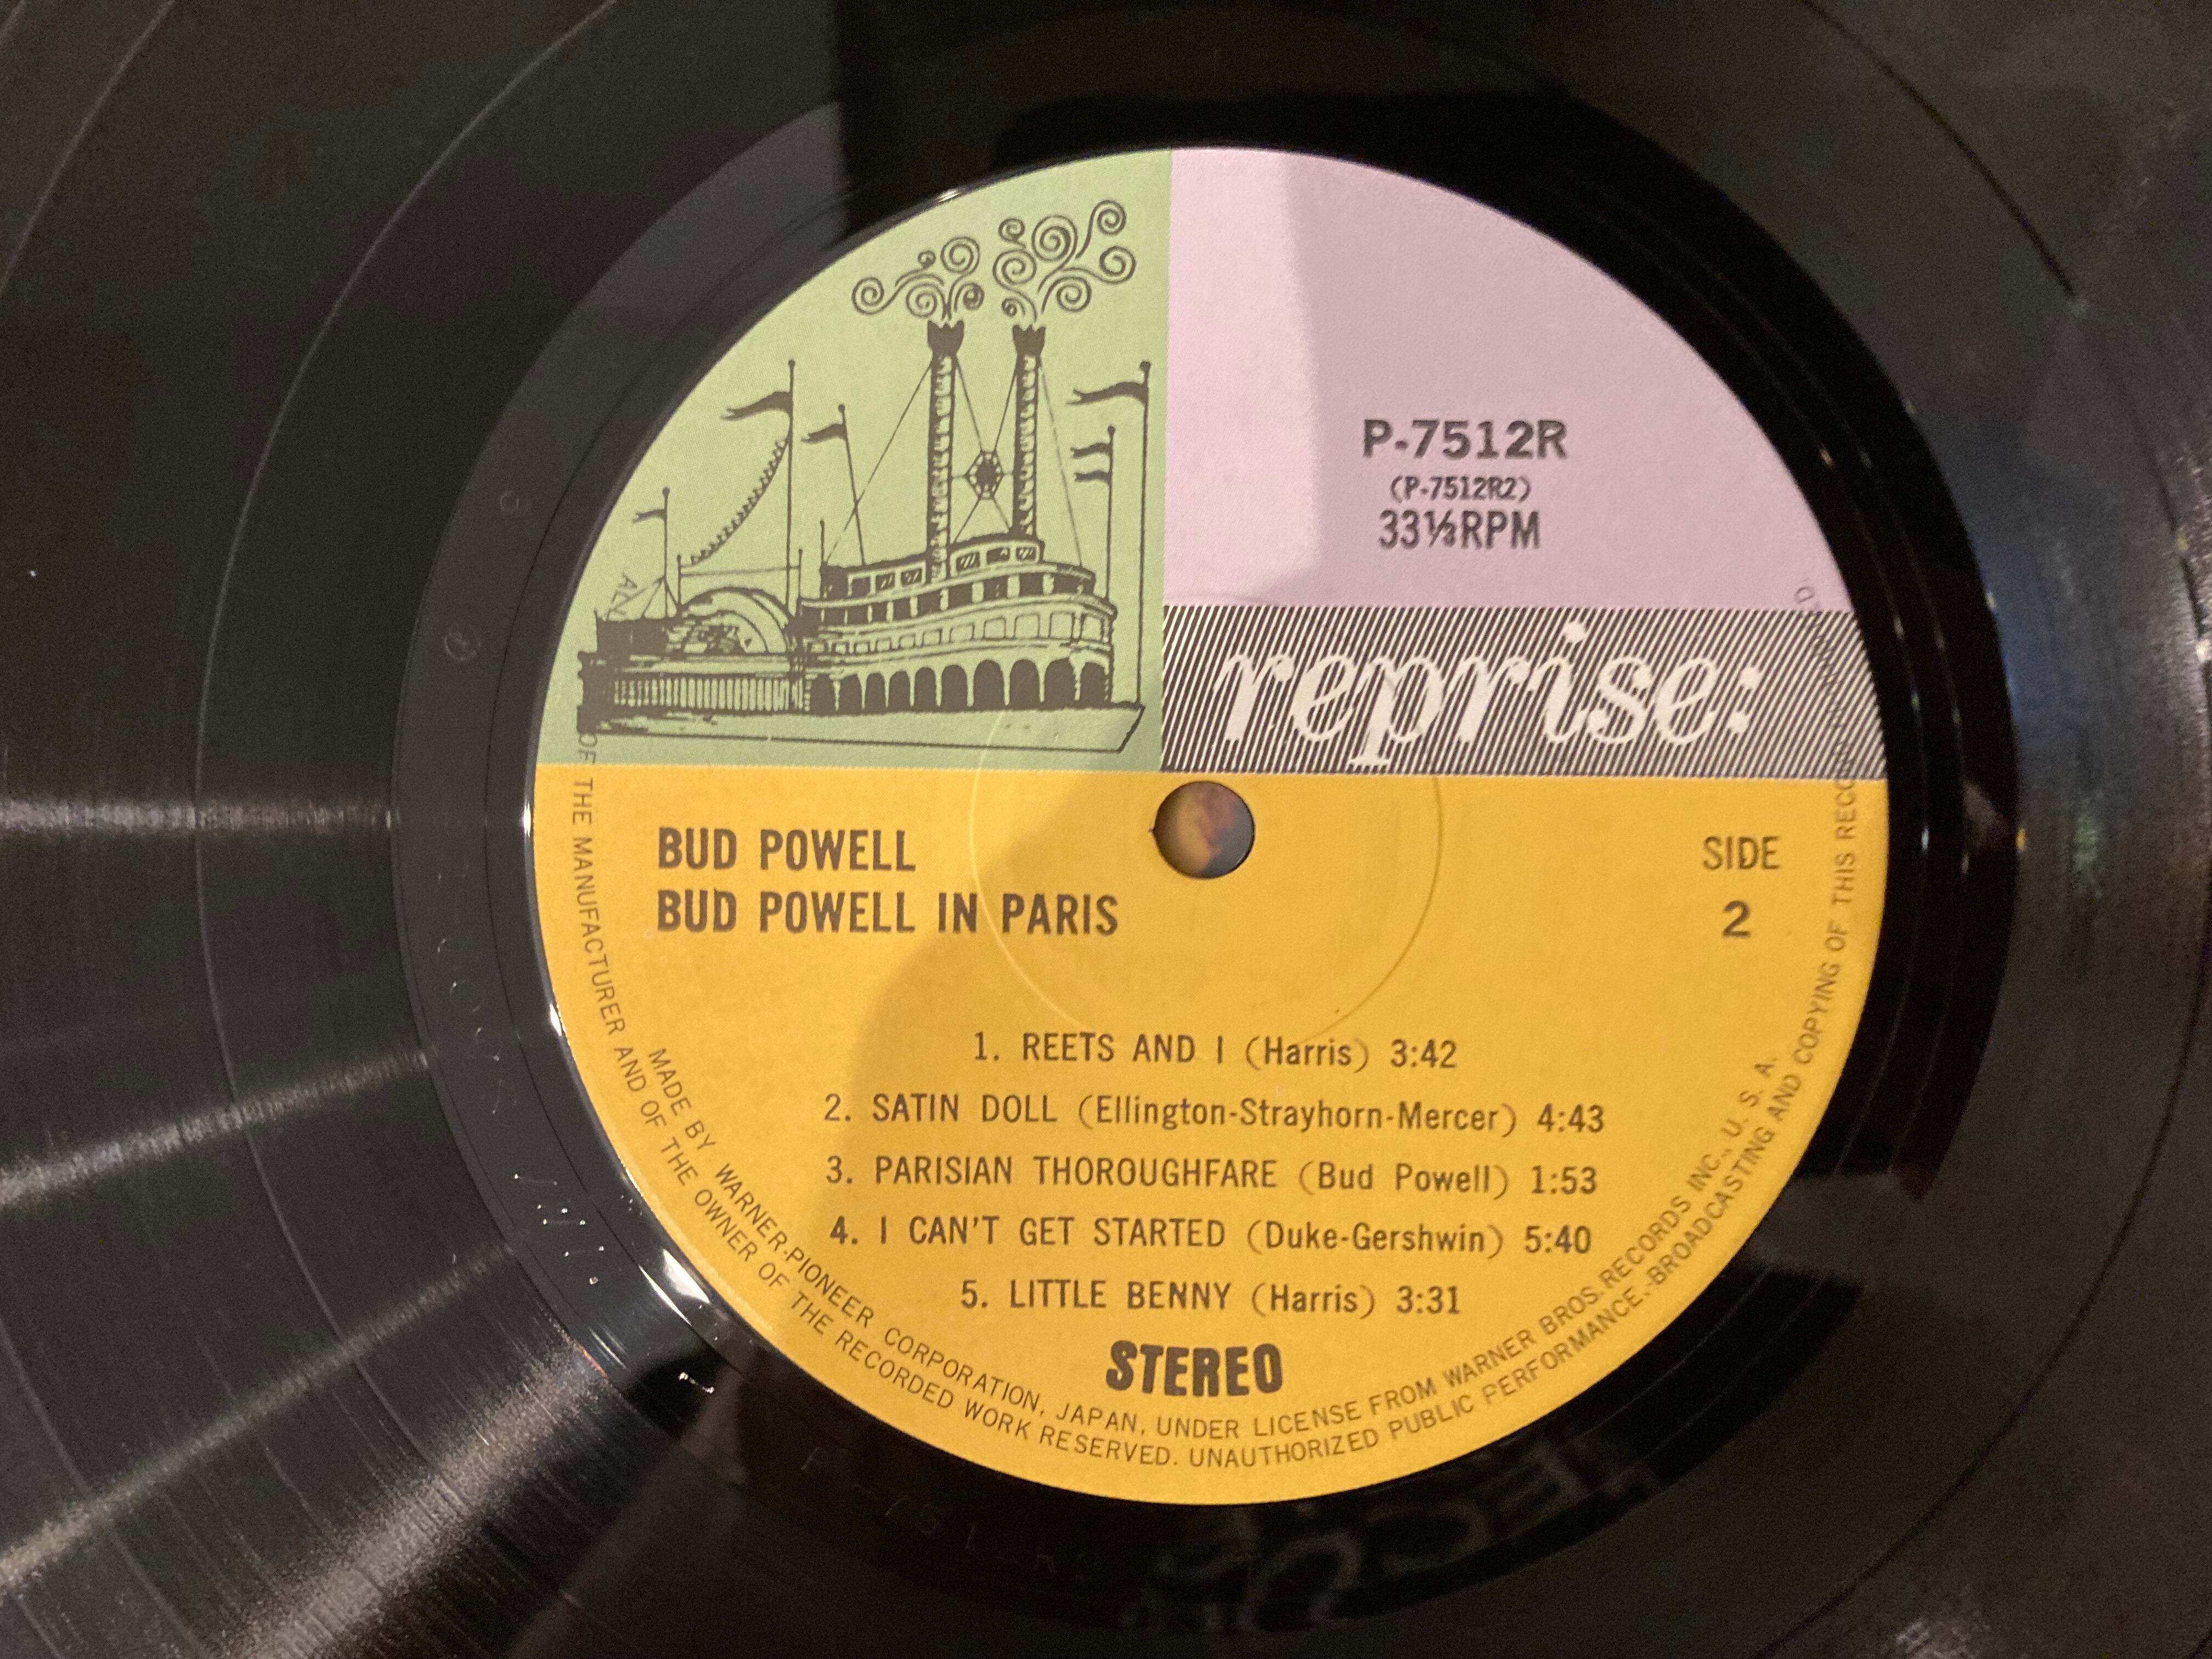 P-7512R
(P-7512R2)
33⅓RPM
reprise:
BUD POWELL
BUD POWELL IN PARIS
SIDE
2
1. REETS AND I (Harris) 3:42
2. SATIN DOLL (Ellington-Strayhorn-Mercer) 4:43
3. PARISIAN THOROUGHFARE (Bud Powell) 1:53
4. I CAN'T GET STARTED (Duke-Gershwin) 5:40
5. LITTLE BENNY (Harris) 3:31
STEREO
MADE BY WARNER-PIONEER CORPORATION, JAPAN, UNDER LICENSE FROM WARNER BROS. RECORDS INC., U. S. A.
OF THE MANUFACTURER AND OF THE OWNER OF THE RECORDED WORK RESERVED. UNAUTHORIZED PUBLIC PERFORMANCE,-BROADCASTING AND COPYING OF THIS RECORD